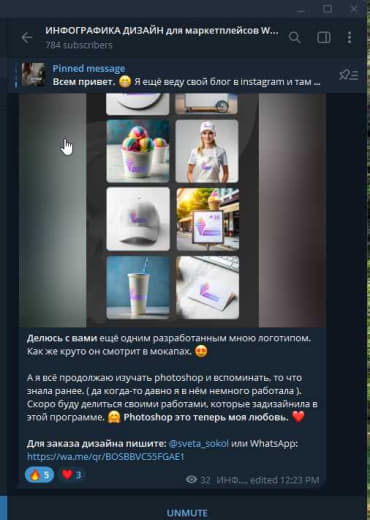 ИНФОГРАФИКА ДИЗАЙН для маркетплейсов W...
784 subscribers
Pinned message
Всем привет. 😊 Я ещё веду свой блог в instagram и там ...
Делюсь с вами ещё одним разработанным мною логотипом.
Как же круто он смотрит в мокапах. 😍
А я всё продолжаю изучать photoshop и вспоминать, то что
знала ранее, ( да когда-то давно я в нём немного работала ).
Скоро буду делиться своими работами, которые задизайнила в
этой программе. 🤗 Photoshop это теперь моя любовь. ❤️
Для заказа дизайна пишите: @sveta_sokol или WhatsApp:
https://wa.me/qr/BOSBBVC55FGAE1
🔥 5 ❤️ 3
32 ИНФ..., edited 12:23 PM
UNMUTE